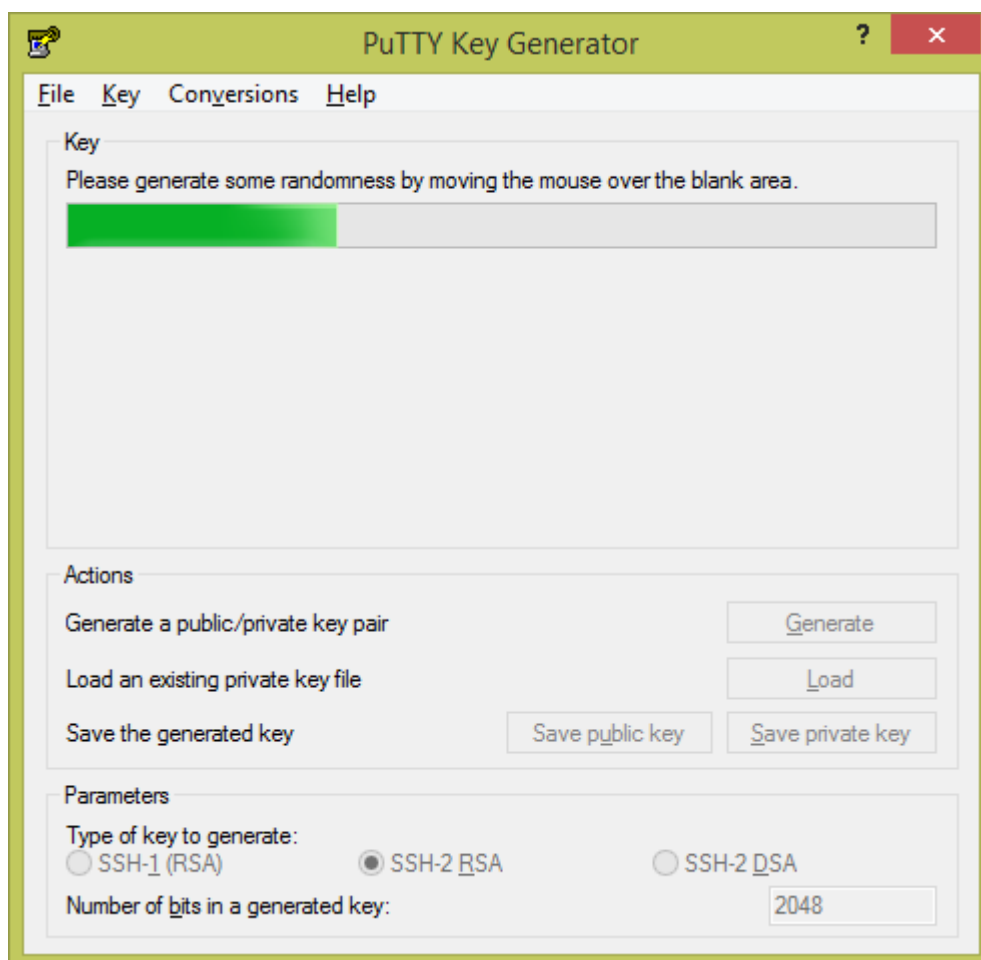 PuTTY Key Generator
? ×
File Key Conversions Help
Key
Please generate some randomness by moving the mouse over the blank area.
Actions
Generate a public/private key pair
Generate
Load an existing private key file
Load
Save the generated key
Save public key
Save private key
Parameters
Type of key to generate:
SSH-1 (RSA)
SSH-2 RSA
SSH-2 DSA
Number of bits in a generated key:
2048